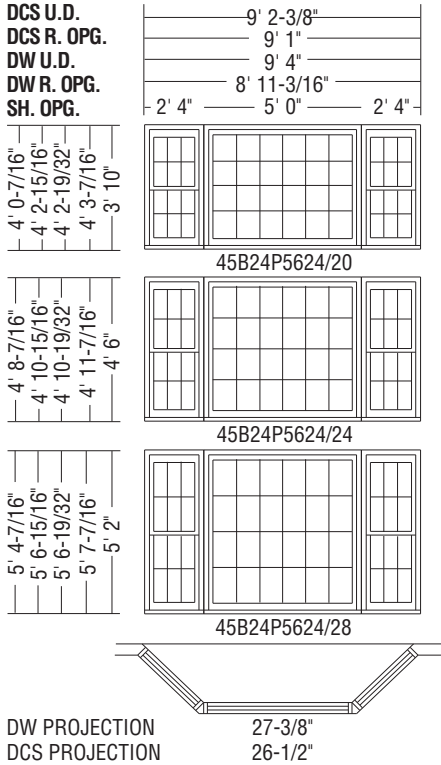 DCS U.D. 9' 2-3/8"
DCS R. OPG. 9' 1"
DW U.D. 9' 4"
DW R. OPG. 8' 11-3/16"
SH. OPG. 2' 4" 5' 0" 2' 4"
4' 0-7/16"
4' 2-15/16"
4' 2-19/32"
4' 3-7/16"
3' 10"
45B24P5624/20
4' 8-7/16"
4' 10-15/16"
4' 10-19/32"
4' 11-7/16"
4' 6"
45B24P5624/24
5' 4-7/16"
5' 6-15/16"
5' 6-19/32"
5' 7-7/16"
5' 2"
45B24P5624/28
DW PROJECTION 27-3/8"
DCS PROJECTION 26-1/2"